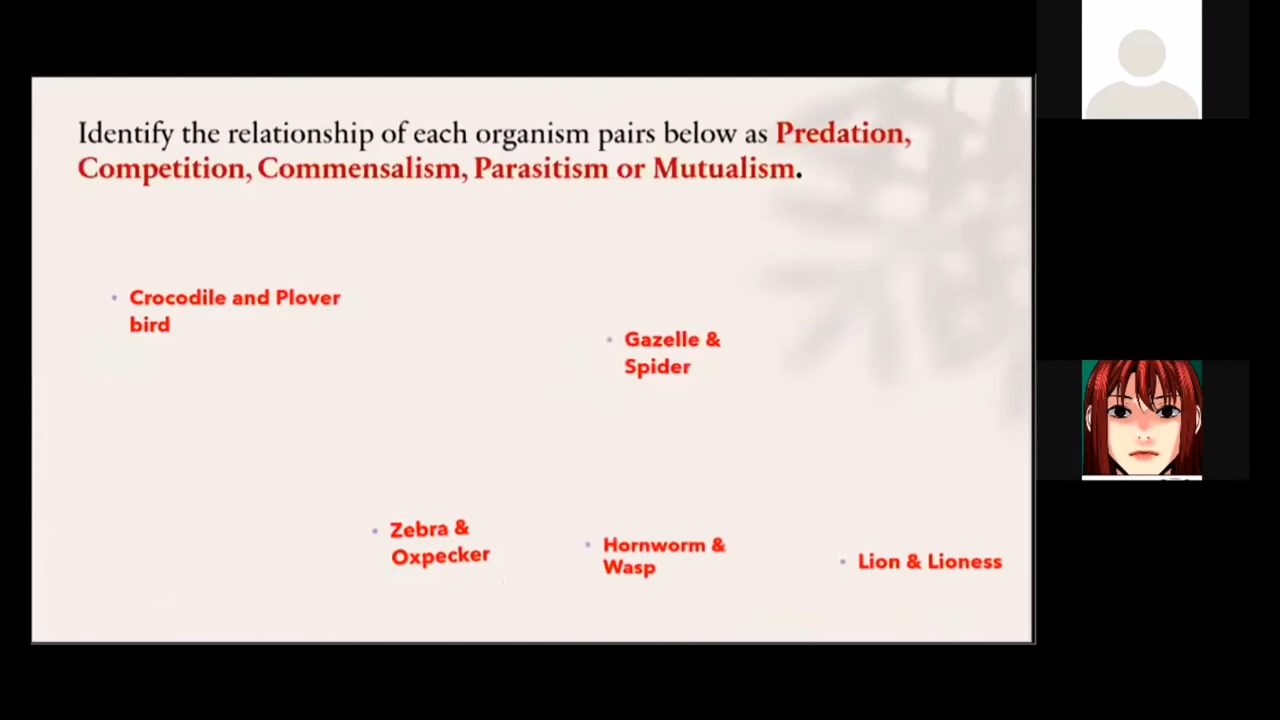 Identify the relationship of each organism pairs below as Predation,
Competition, Commensalism, Parasitism or Mutualism.
Crocodile and Plover
bird
Gazelle &
Spider
Zebra &
Oxpecker
Hornworm &
Wasp
Lion & Lioness